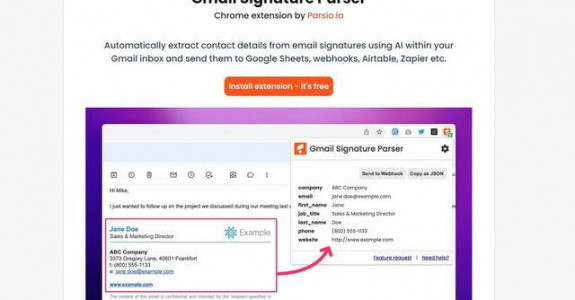 Gmail Signature Parser
Chrome extension by Parsio.io
Automatically extract contact details from email signatures using AI within your
Gmail inbox and send them to Google Sheets, webhooks, Airtable, Zapier etc.
Install extension - It's free
Gmail Signature Parser
Send to Webhook
Copy as JSON
company ABC Company
email jane.doe@example.com
first_name Jane
job_title Sales & Marketing Director
last_name Doe
phone (800) 555-1133
website http://www.example.com
Feature request
Need help?
Hi Mike,
I just wanted to follow up on the project we discussed during our meeting last
Jane Doe
Sales & Marketing Director
Example
ABC Company
3373 Gregory Lane, 40601 Frankfort
t: (800) 555-1133
e: jane.doe@example.com
www.example.com
The content of this email is confidential and intended for the recipient specified in